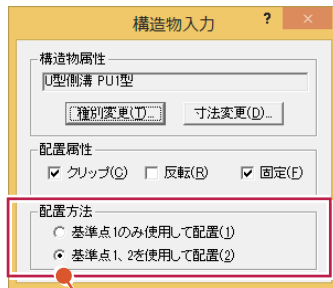 構造物入力 ? ×
構造物属性
U型側溝 PU1型
種別変更(T)... 寸法変更(D)...
配置属性
クリップ(C) 反転(R) 固定(F)
配置方法
基準点1のみ使用して配置(1)
基準点1、2を使用して配置(2)